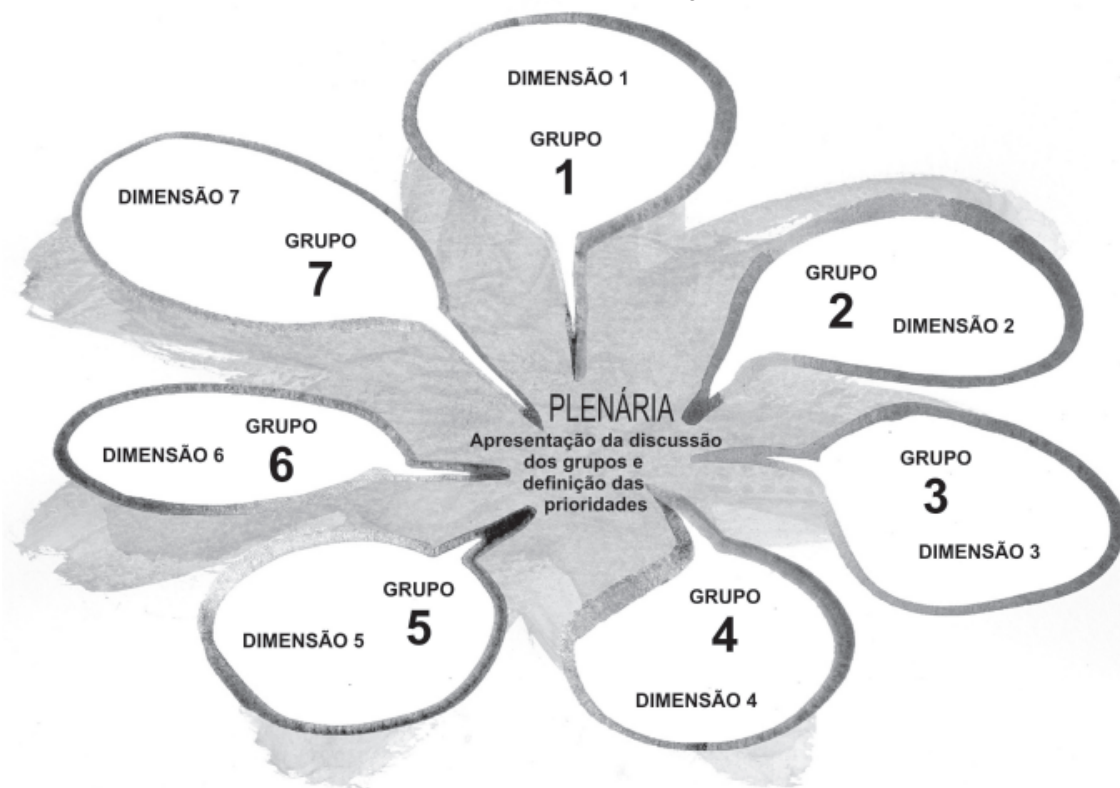 DIMENSÃO 1
GRUPO
1
GRUPO
2
DIMENSÃO 2
GRUPO
3
DIMENSÃO 3
GRUPO
4
DIMENSÃO 4
GRUPO
5
DIMENSÃO 5
GRUPO
6
DIMENSÃO 6
DIMENSÃO 7
GRUPO
7
PLENÁRIA
Apresentação da discussão
dos grupos e
definição das
prioridades